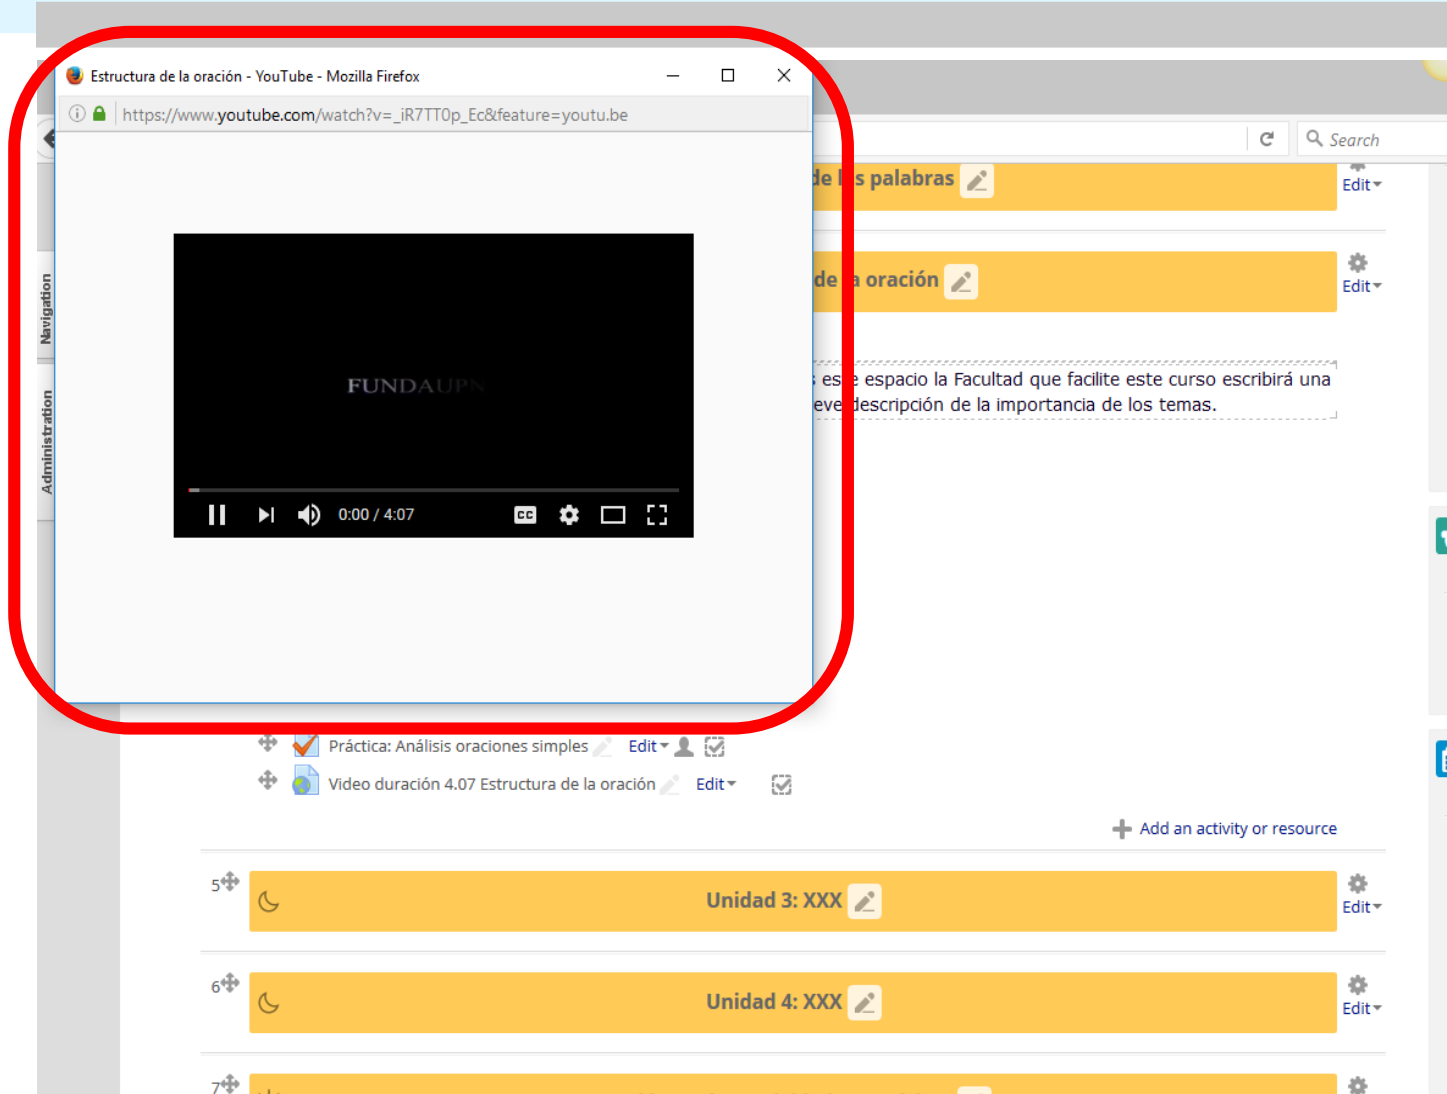 Estructura de la oración - YouTube - Mozilla Firefox
https://www.youtube.com/watch?v=_iR7TT0p_Ec&feature=youtu.be
Search
palabras
Edit
de oración
Edit
Navigation
Administration
espacio la Facultad que facilite este curso escribirá una
descripción de la importancia de los temas.
FUNDAUPN
0:00 / 4:07
CC
Práctica: Análisis oraciones simples Edit
Video duración 4.07 Estructura de la oración Edit
Add an activity or resource
5
Unidad 3: XXX
Edit
6
Unidad 4: XXX
Edit
7